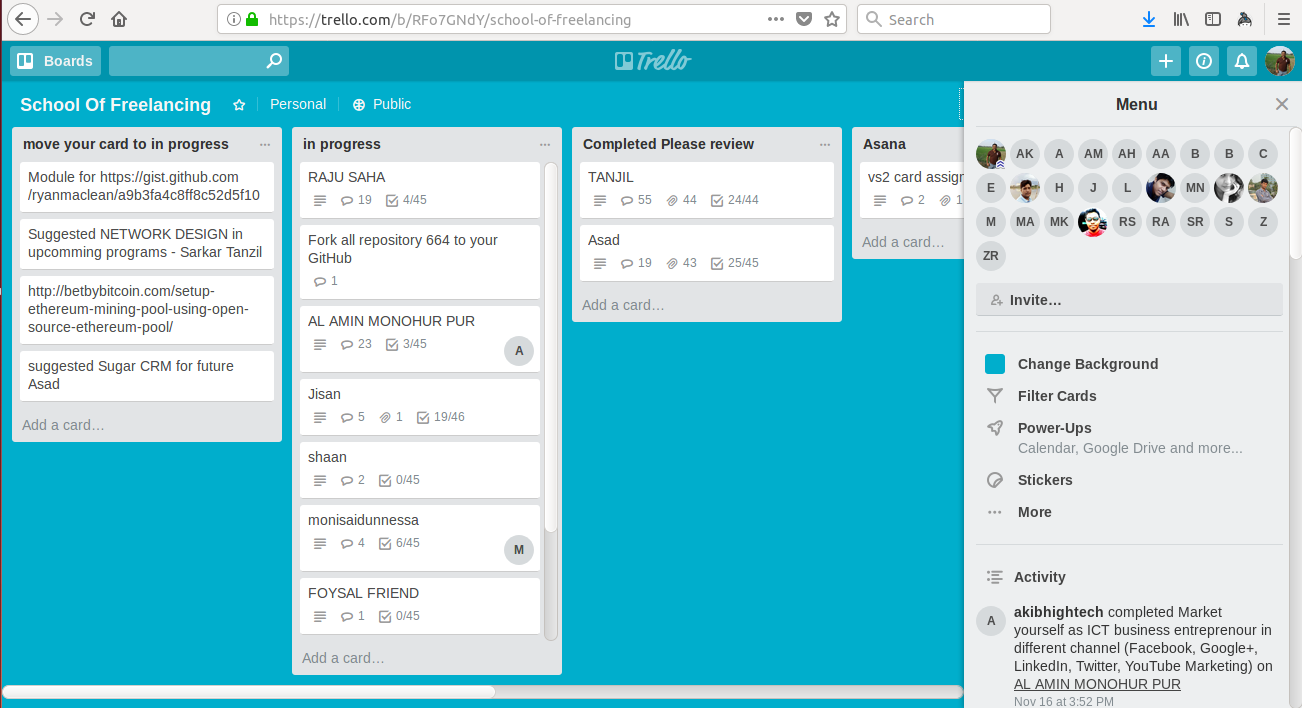 https://trello.com/b/RFo7GNdY/school-of-freelancing
Search
Boards
Trello
School Of Freelancing
Personal
Public
move your card to in progress
Module for https://gist.github.com
/ryanmaclean/a9b3fa4c8ff8c52d5f10
Suggested NETWORK DESIGN in
upcomming programs - Sarkar Tanzil
http://betbybitcoin.com/setup-
ethereum-mining-pool-using-open-
source-ethereum-pool/
suggested Sugar CRM for future
Asad
Add a card…
in progress
RAJU SAHA
19 4/45
Fork all repository 664 to your
GitHub
1
AL AMIN MONOHUR PUR
23 3/45
A
Jisan
5 1 19/46
shaan
2 0/45
monisaidunnessa
4 6/45
M
FOYSAL FRIEND
1 0/45
Add a card…
Completed Please review
TANJIL
55 44 24/44
Asad
19 43 25/45
Add a card…
Asana
vs2 card assign
2 1
Add a card…
Menu
AK A AM AH AA B B C
E H J L MN
M MA MK RS RA SR S Z
ZR
Invite…
Change Background
Filter Cards
Power-Ups
Calendar, Google Drive and more...
Stickers
More
Activity
A
akibhightech completed Market
yourself as ICT business entreprenour in
different channel (Facebook, Google+,
LinkedIn, Twitter, YouTube Marketing) on
AL AMIN MONOHUR PUR
Nov 16 at 3:52 PM